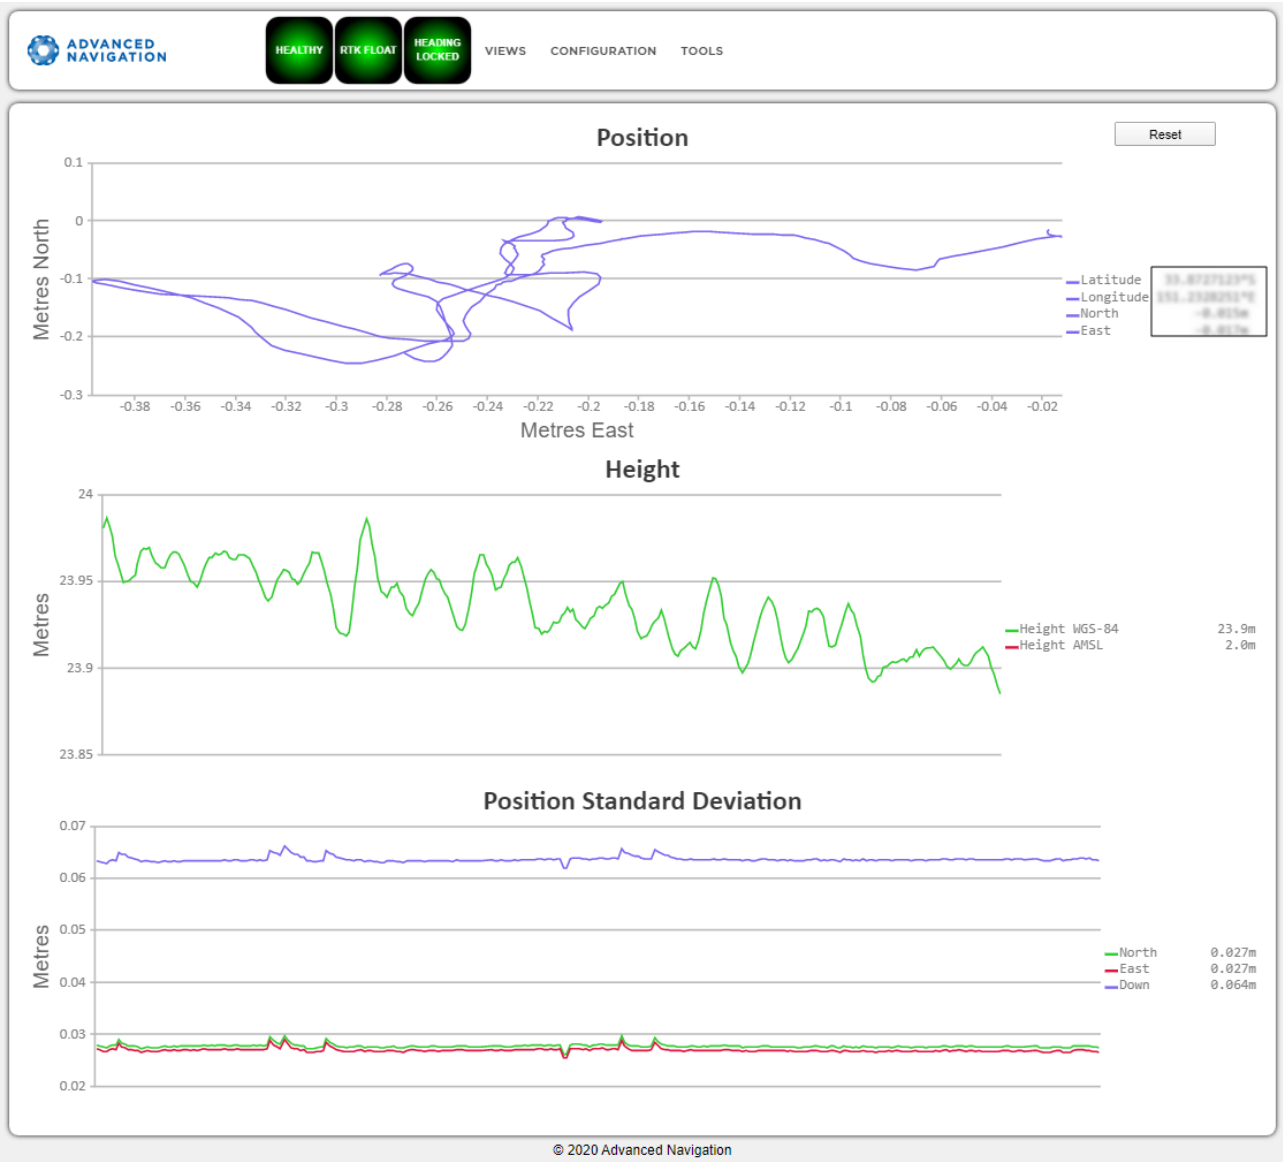 ADVANCED
NAVIGATION
HEALTHY
RTK FLOAT
HEADING
LOCKED
VIEWS CONFIGURATION TOOLS
Position
Reset
0.1
0
-0.1
-0.2
-0.3
Metres North
-0.38 -0.36 -0.34 -0.32 -0.3 -0.28 -0.26 -0.24 -0.22 -0.2 -0.18 -0.16 -0.14 -0.12 -0.1 -0.08 -0.06 -0.04 -0.02
Metres East
Latitude
Longitude
North
East
Height
24
23.95
23.9
23.85
Metres
Height WGS-84 23.9m
Height AMSL 2.0m
Position Standard Deviation
0.07
0.06
0.05
0.04
0.03
0.02
Metres
North 0.027m
East 0.027m
Down 0.064m
© 2020 Advanced Navigation